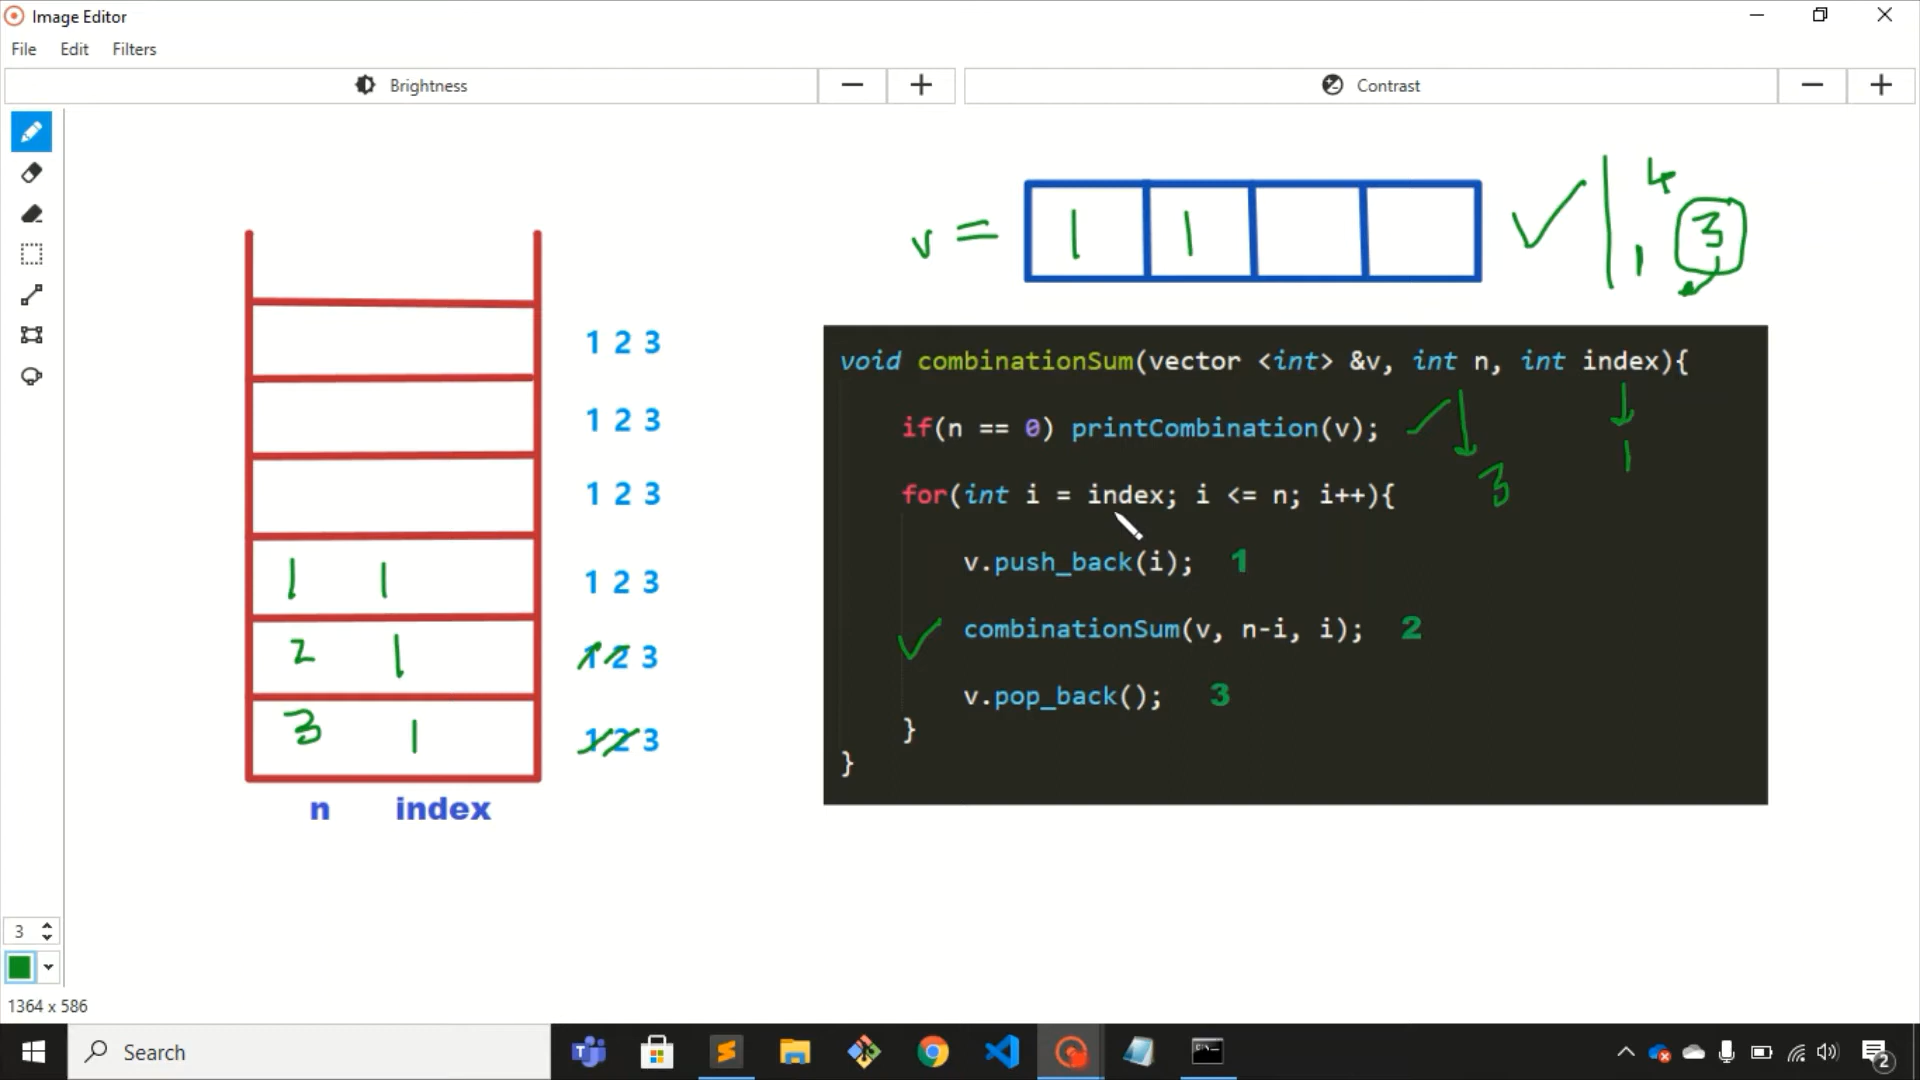 Image Editor
File Edit Filters
Brightness
Contrast
4
v = 1 1
1 3
1 2 3
1 2 3
1 2 3
1 1 1 2 3
2 1 1 2 3
3 1 1 2 3
n index
void combinationSum(vector <int> &v, int n, int index){
if(n == 0) printCombination(v);
3 1
for(int i = index; i <= n; i++){
v.push_back(i); 1
combinationSum(v, n-i, i); 2
v.pop_back(); 3
}
}
3
1364 x 586
Search
2